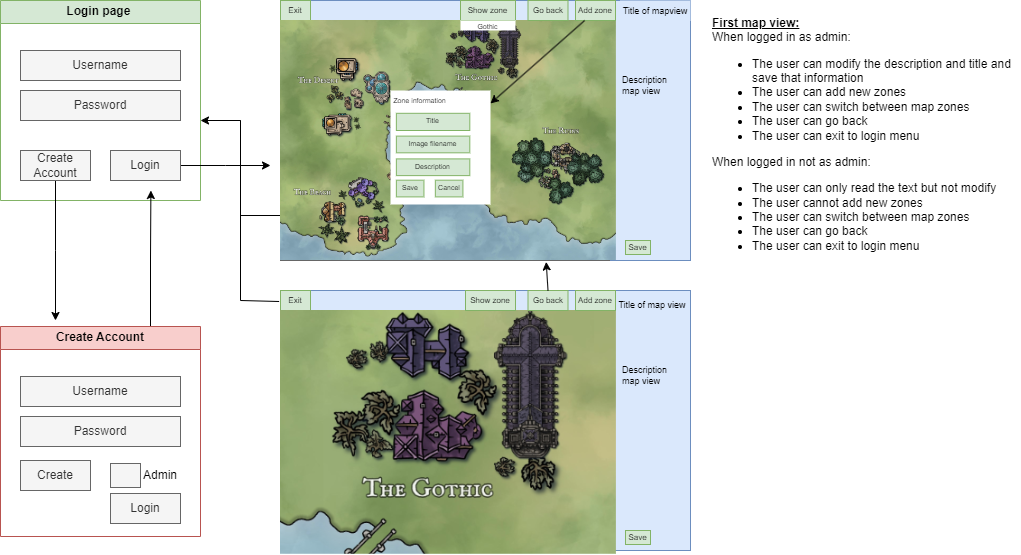 Login page
Username
Password
Create
Account
Login
Create Account
Username
Password
Create
Admin
Login
Exit
Show zone
Go back
Add zone
Title of mapview
Gothic
The Gothic
Zone information
Title
Image filename
Description
Save
Cancel
Description
map view
Save
Exit
Show zone
Go back
Add zone
Title of map view
Description
map view
The Gothic
Save
First map view:
When logged in as admin:
The user can modify the description and title and
save that information
The user can add new zones
The user can switch between map zones
The user can go back
The user can exit to login menu
When logged in not as admin:
The user can only read the text but not modify
The user cannot add new zones
The user can switch between map zones
The user can go back
The user can exit to login menu